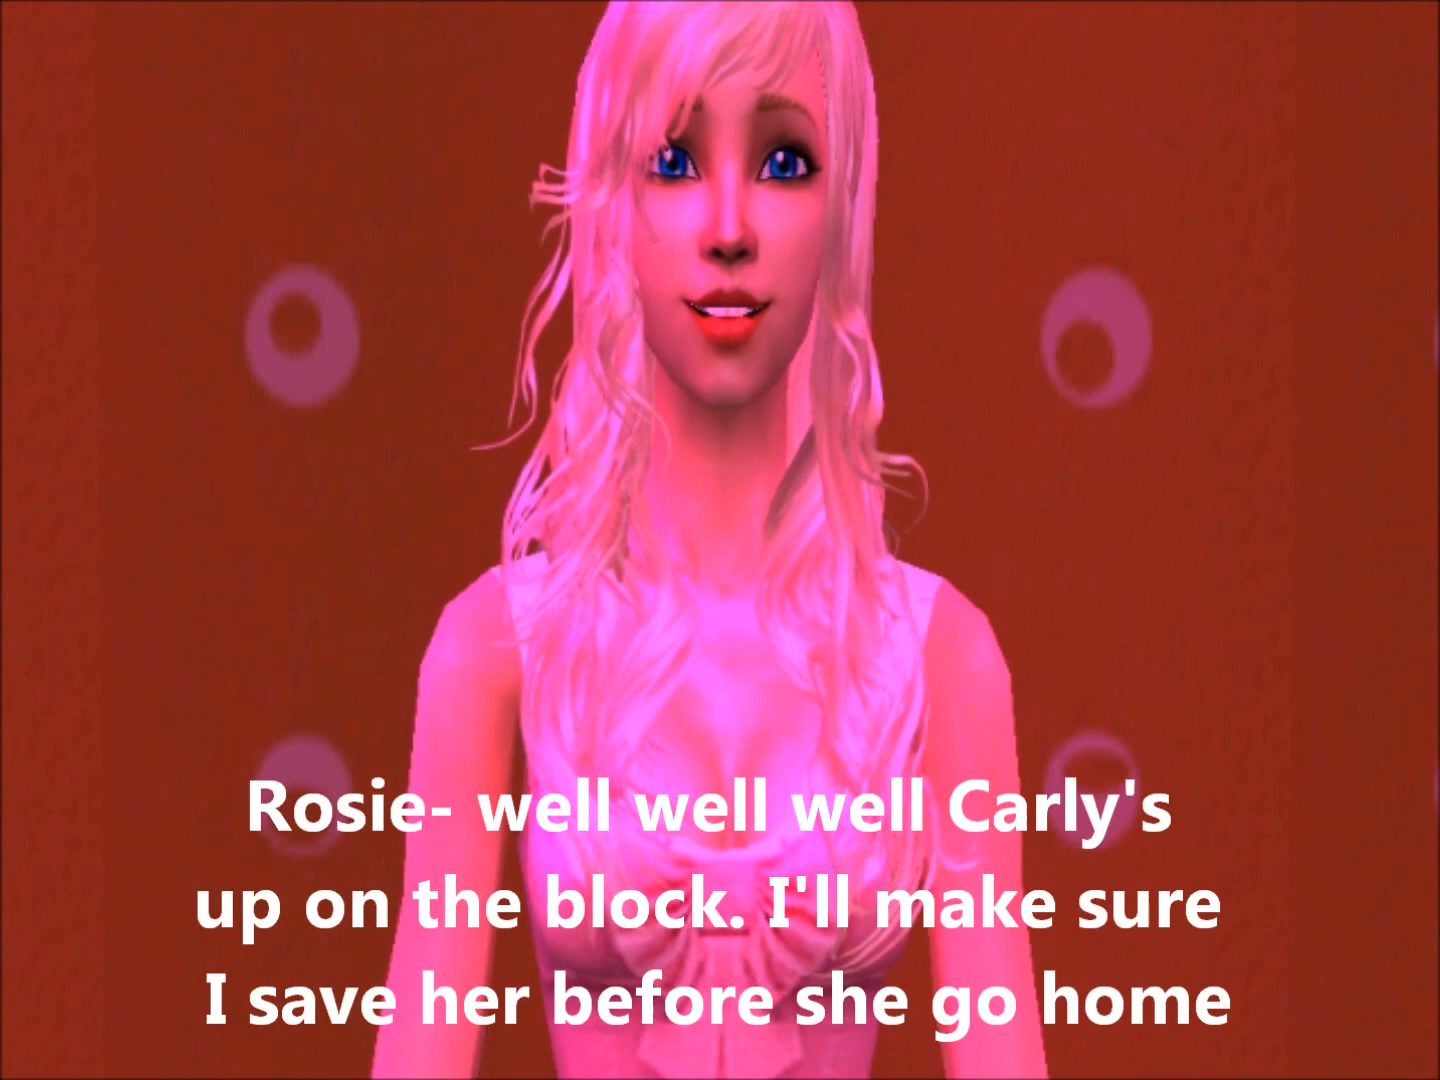 Rosie- well well well Carly's
up on the block. I'll make sure
I save her before she go home